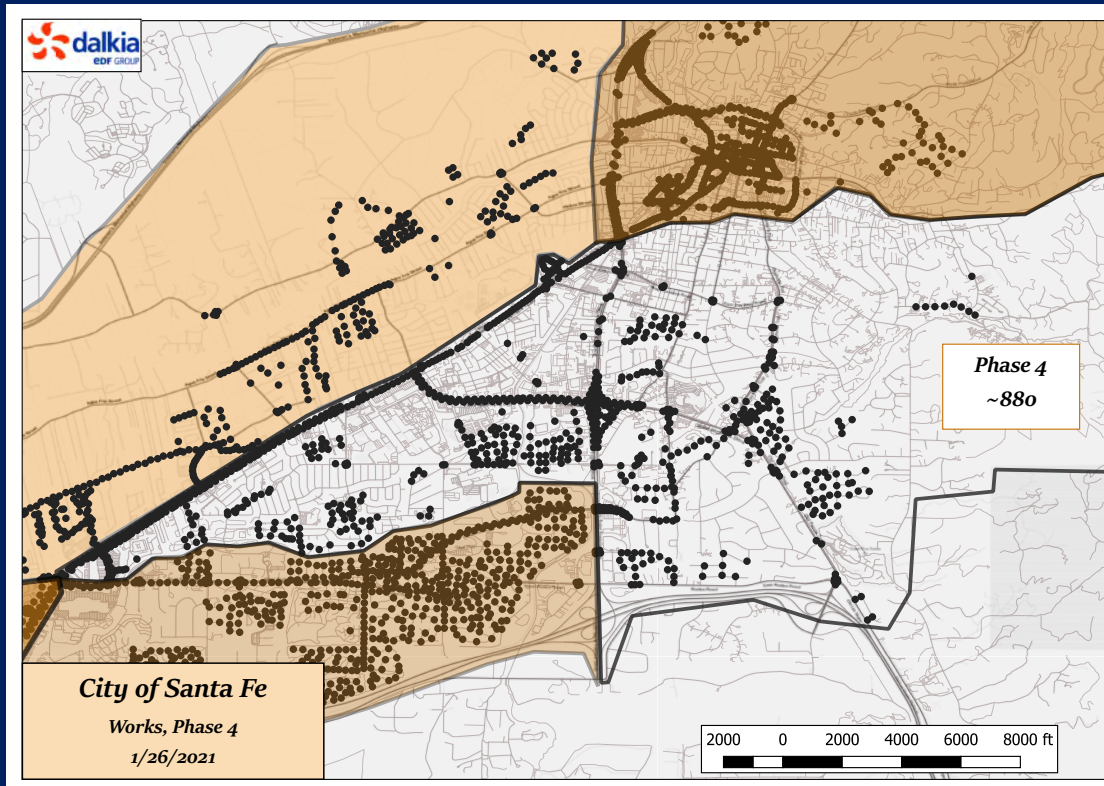 dalkia
EDF GROUP
Phase 4
~880
City of Santa Fe
Works, Phase 4
1/26/2021
2000 0 2000 4000 6000 8000 ft